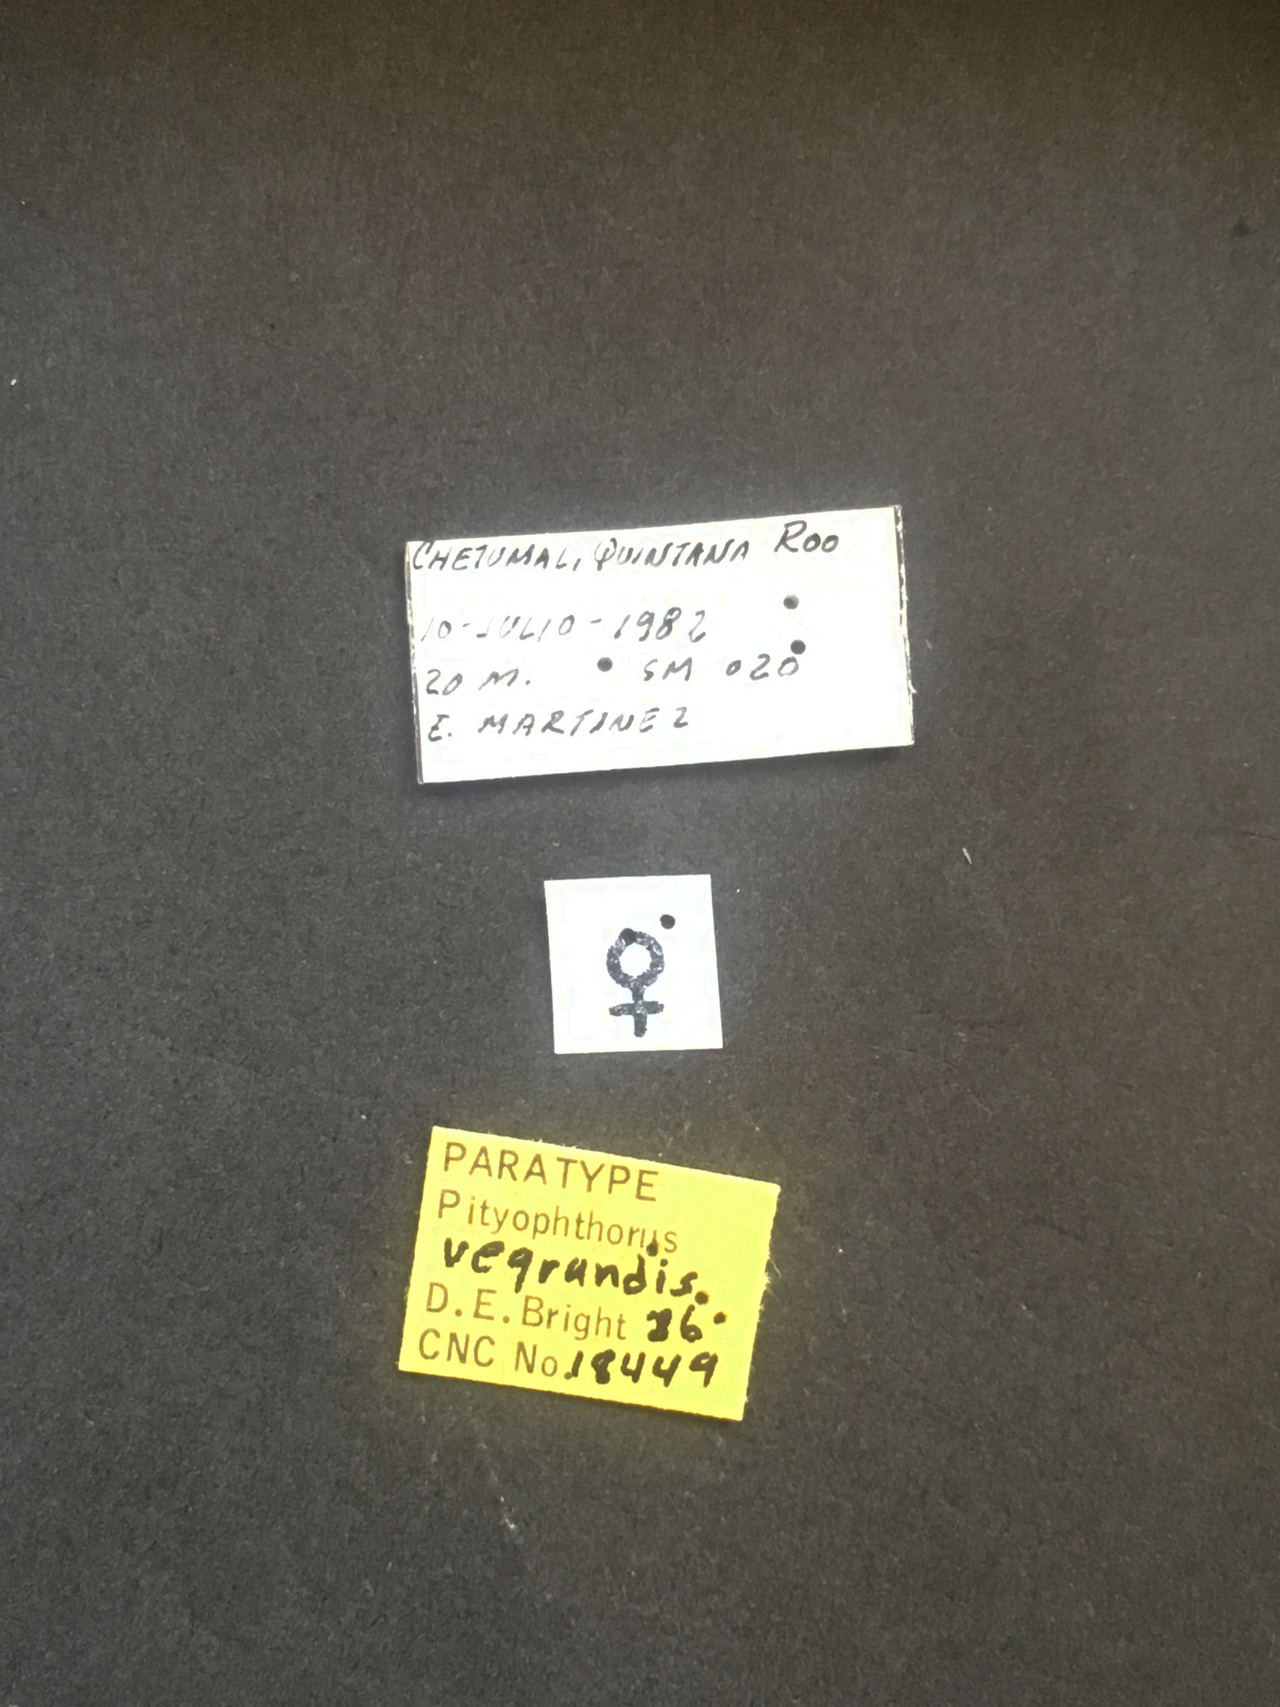 CHETUMAL, QUINTANA ROO
10-JULIO-1982
20 M. SM 020
E. MARTINEZ
♀
PARATYPE
Pityophthorus
vegrandis.
D.E.Bright 86
CNC No.18449